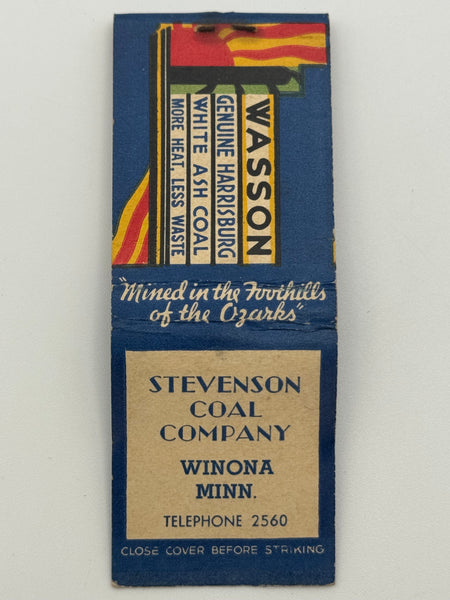 WASSON
GENUINE HARRISBURG
WHITE ASH COAL
MORE HEAT, LESS WASTE
"Mined in the Foothills
of the Ozarks"
STEVENSON
COAL
COMPANY
WINONA
MINN.
TELEPHONE 2560
CLOSE COVER BEFORE STRIKING